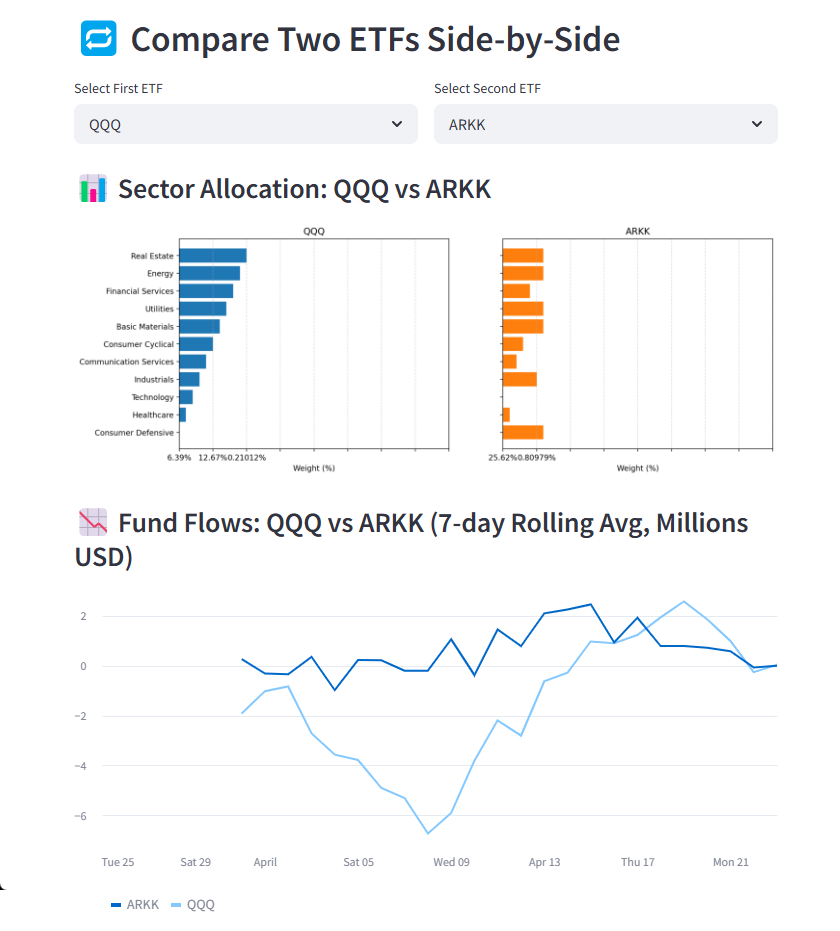 Compare Two ETFs Side-by-Side
Select First ETF
Select Second ETF
QQQ
ARKK
Sector Allocation: QQQ vs ARKK
QQQ
ARKK
Real Estate
Energy
Financial Services
Utilities
Basic Materials
Consumer Cyclical
Communication Services
Industrials
Technology
Healthcare
Consumer Defensive
6.39% 12.67%0.21012%
25.62%0.80979%
Weight (%)
Weight (%)
Fund Flows: QQQ vs ARKK (7-day Rolling Avg, Millions
USD)
2
0
−2
−4
−6
Tue 25 Sat 29 April Sat 05 Wed 09 Apr 13 Thu 17 Mon 21
ARKK QQQ